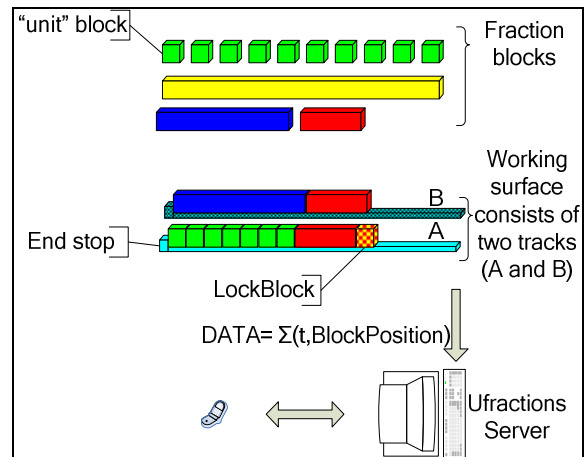 “unit” block
Fraction
blocks
Working
surface
consists of
two tracks
(A and B)
B
A
End stop
LockBlock
DATA= Σ(t,BlockPosition)
Ufractions
Server